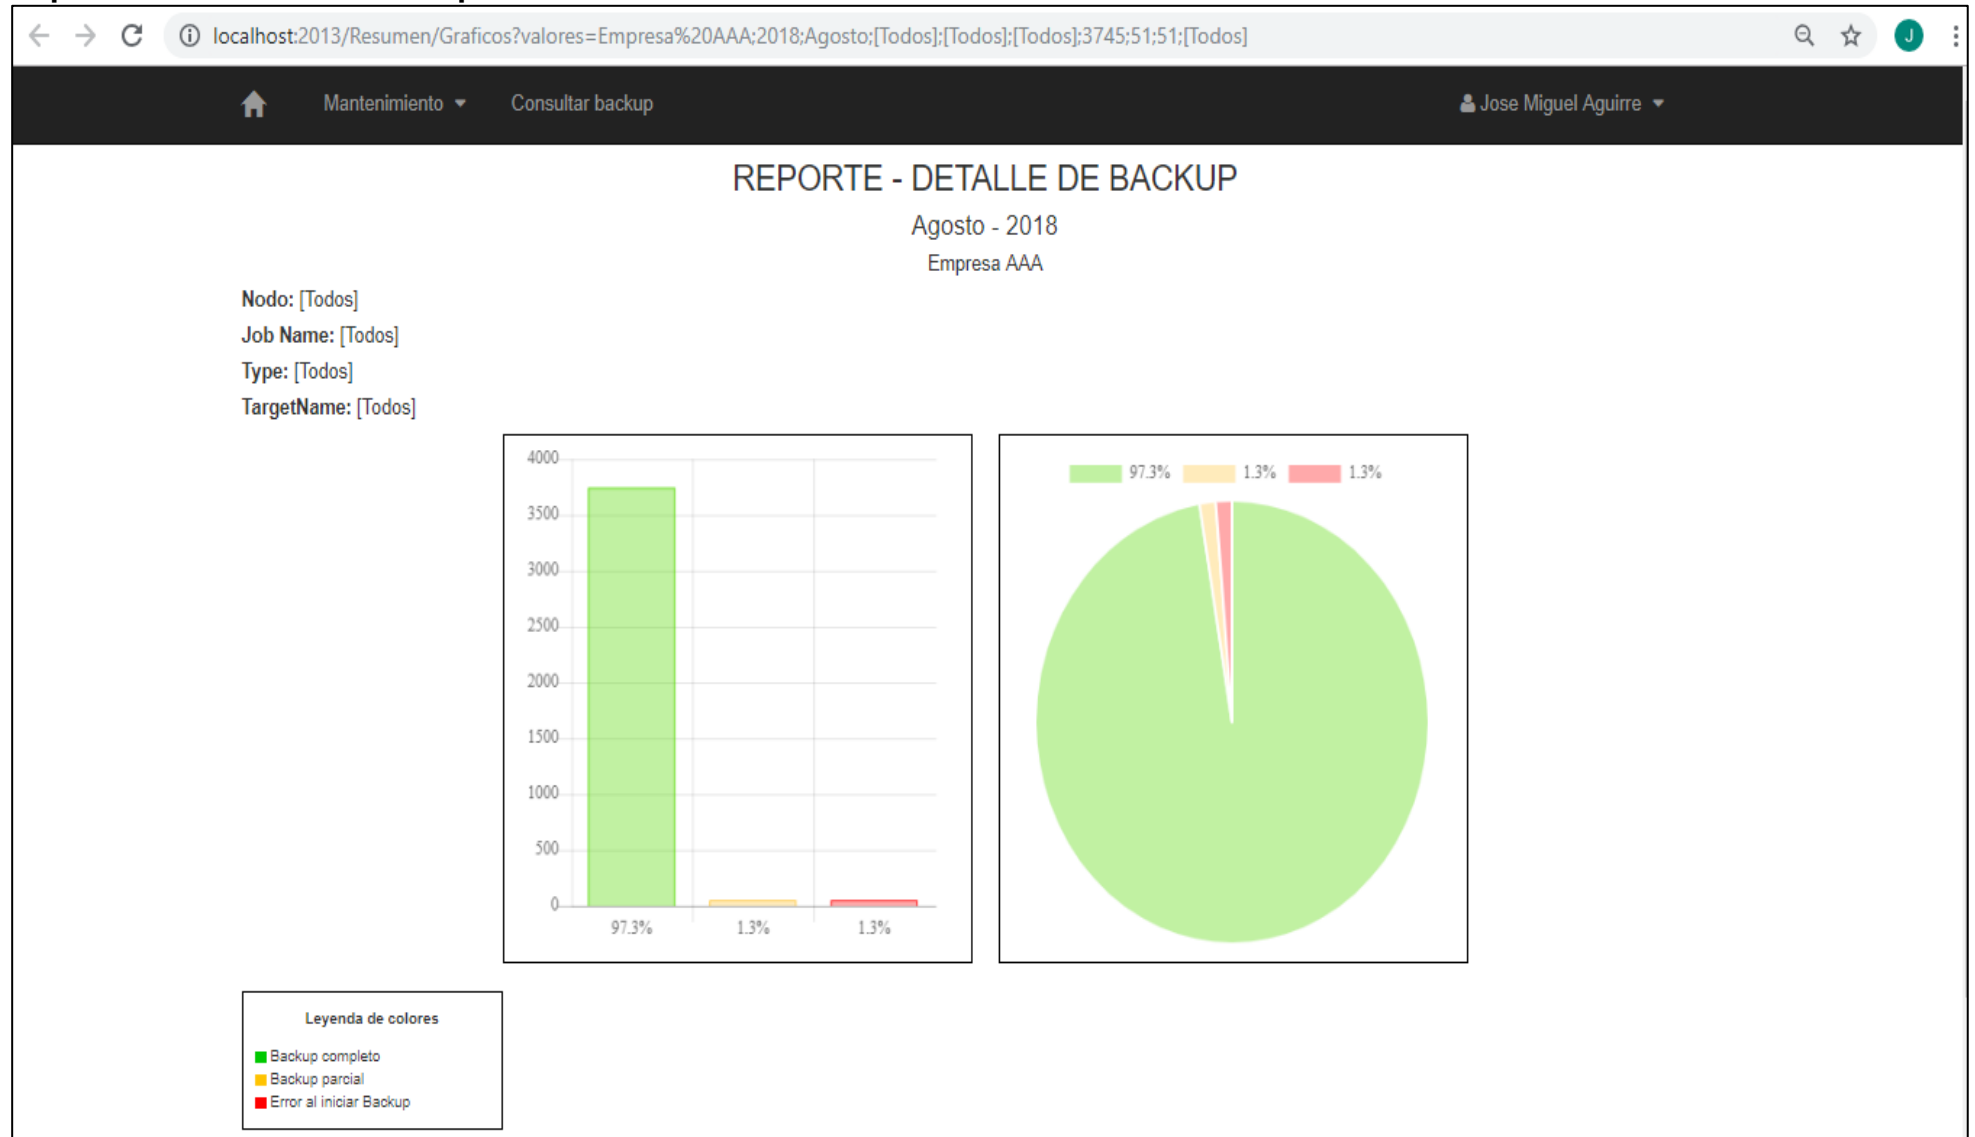 localhost:2013/Resumen/Graficos?valores=Empresa%20AAA;2018;Agosto;[Todos];[Todos];[Todos];3745;51;51;[Todos]
J
Mantenimiento
Consultar backup
Jose Miguel Aguirre
REPORTE - DETALLE DE BACKUP
Agosto - 2018
Empresa AAA
Nodo: [Todos]
Job Name: [Todos]
Type: [Todos]
TargetName: [Todos]
4000
3500
3000
2500
2000
1500
1000
500
0
97.3% 1.3% 1.3%
97.3% 1.3% 1.3%
Leyenda de colores
Backup completo
Backup parcial
Error al iniciar Backup